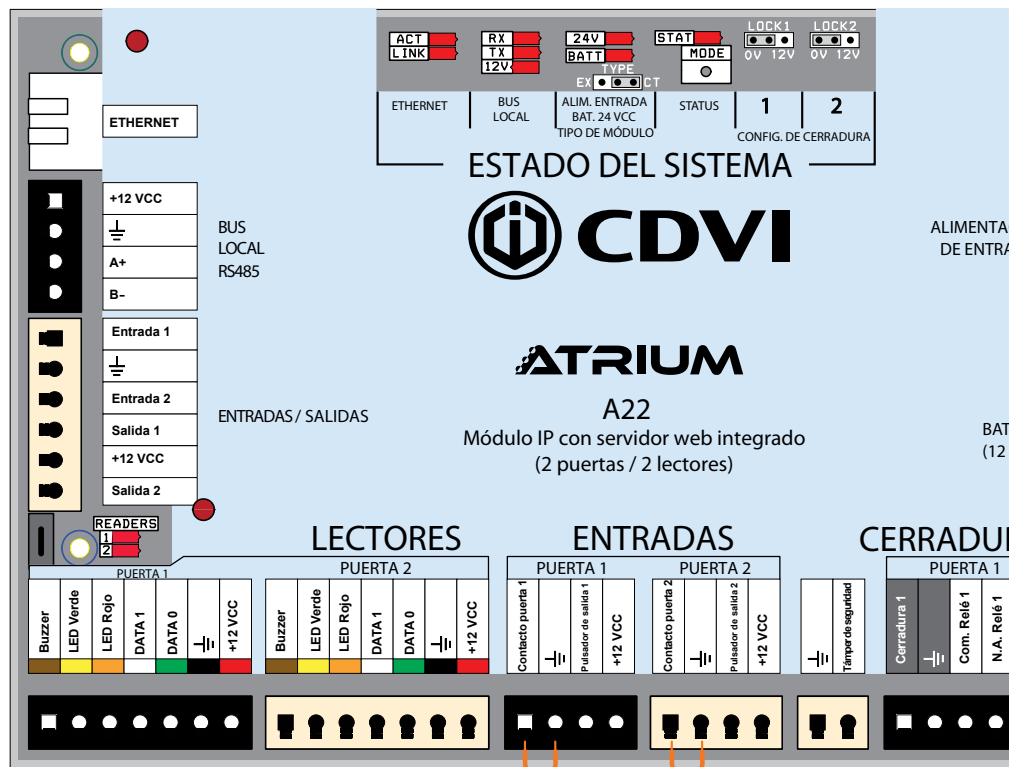 ACT
LINK
RX
TX
12V
24V
BATT
TYPE
EX
CT
STAT
MODE
LOCK1
0V 12V
LOCK2
0V 12V
ETHERNET
BUS
LOCAL
ALIM. ENTRADA
BAT. 24 VCC
TIPO DE MÓDULO
STATUS
1
2
CONFIG. DE CERRADURA
ESTADO DEL SISTEMA
ETHERNET
+12 VCC
A+
B-
BUS
LOCAL
RS485
CDVI
ALIMENTA
DE ENTRA
Entrada 1
Entrada 2
Salida 1
+12 VCC
Salida 2
ENTRADAS / SALIDAS
ATRIUM
A22
Módulo IP con servidor web integrado
(2 puertas / 2 lectores)
BAT
(12
READERS
1
2
LECTORES
ENTRADAS
CERRADU
PUERTA 1
PUERTA 2
PUERTA 1
PUERTA 2
PUERTA 1
Buzzer
LED Verde
LED Rojo
DATA 1
DATA 0
+12 VCC
Buzzer
LED Verde
LED Rojo
DATA 1
DATA 0
+12 VCC
Contacto puerta 1
Pulsador de salida 1
+12 VCC
Contacto puerta 2
Pulsador de salida 2
+12 VCC
Támper de seguridad
Cerradura 1
Com. Relé 1
N.A. Relé 1